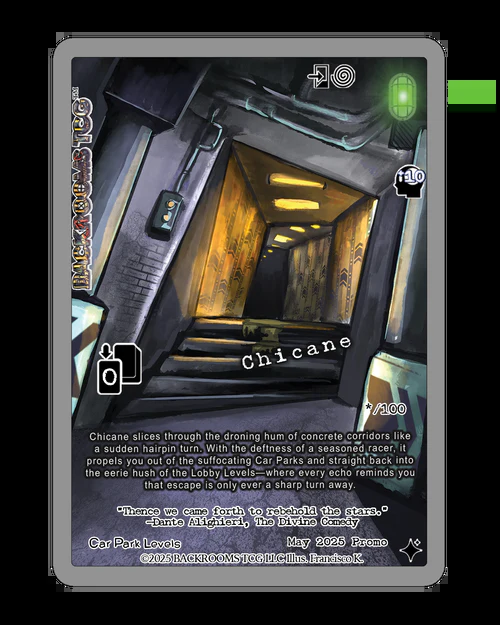 BACKROOMS TCG™
±10
Chicane
0
*/100
Chicane slices through the droning hum of concrete corridors like
a sudden hairpin turn. With the deftness of a seasoned racer, it
propels you out of the suffocating Car Parks and straight back into
the eerie hush of the Lobby Levels—where every echo reminds you
that escape is only ever a sharp turn away.
"Thence we came forth to rebehold the stars."
—Dante Alighieri, The Divine Comedy
Car Park Levels
May 2025 Promo
©2025 BACKROOMS TCG LLC Illus. Francisco K.